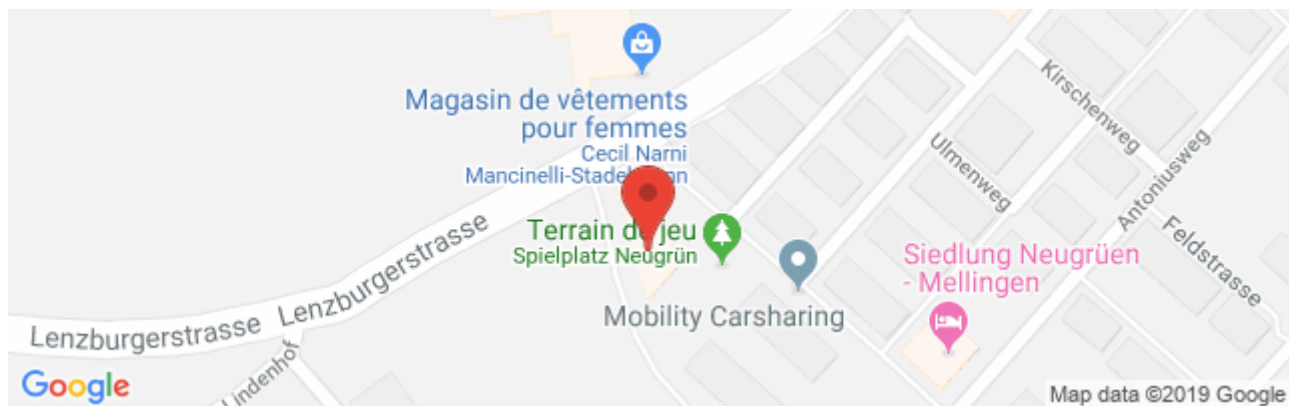 Magasin de vêtements
pour femmes
Cecil Narni
Kirschenweg
Ulmenweg
Antoniusweg
Feldstrasse
Lenzburgerstrasse
Terrain de jeu
Spielplatz Neugrün
Siedlung Neugrüen
- Mellingen
Mobility Carsharing
Lenzburgerstrasse
Lindenhof
Google
Map data ©2019 Google